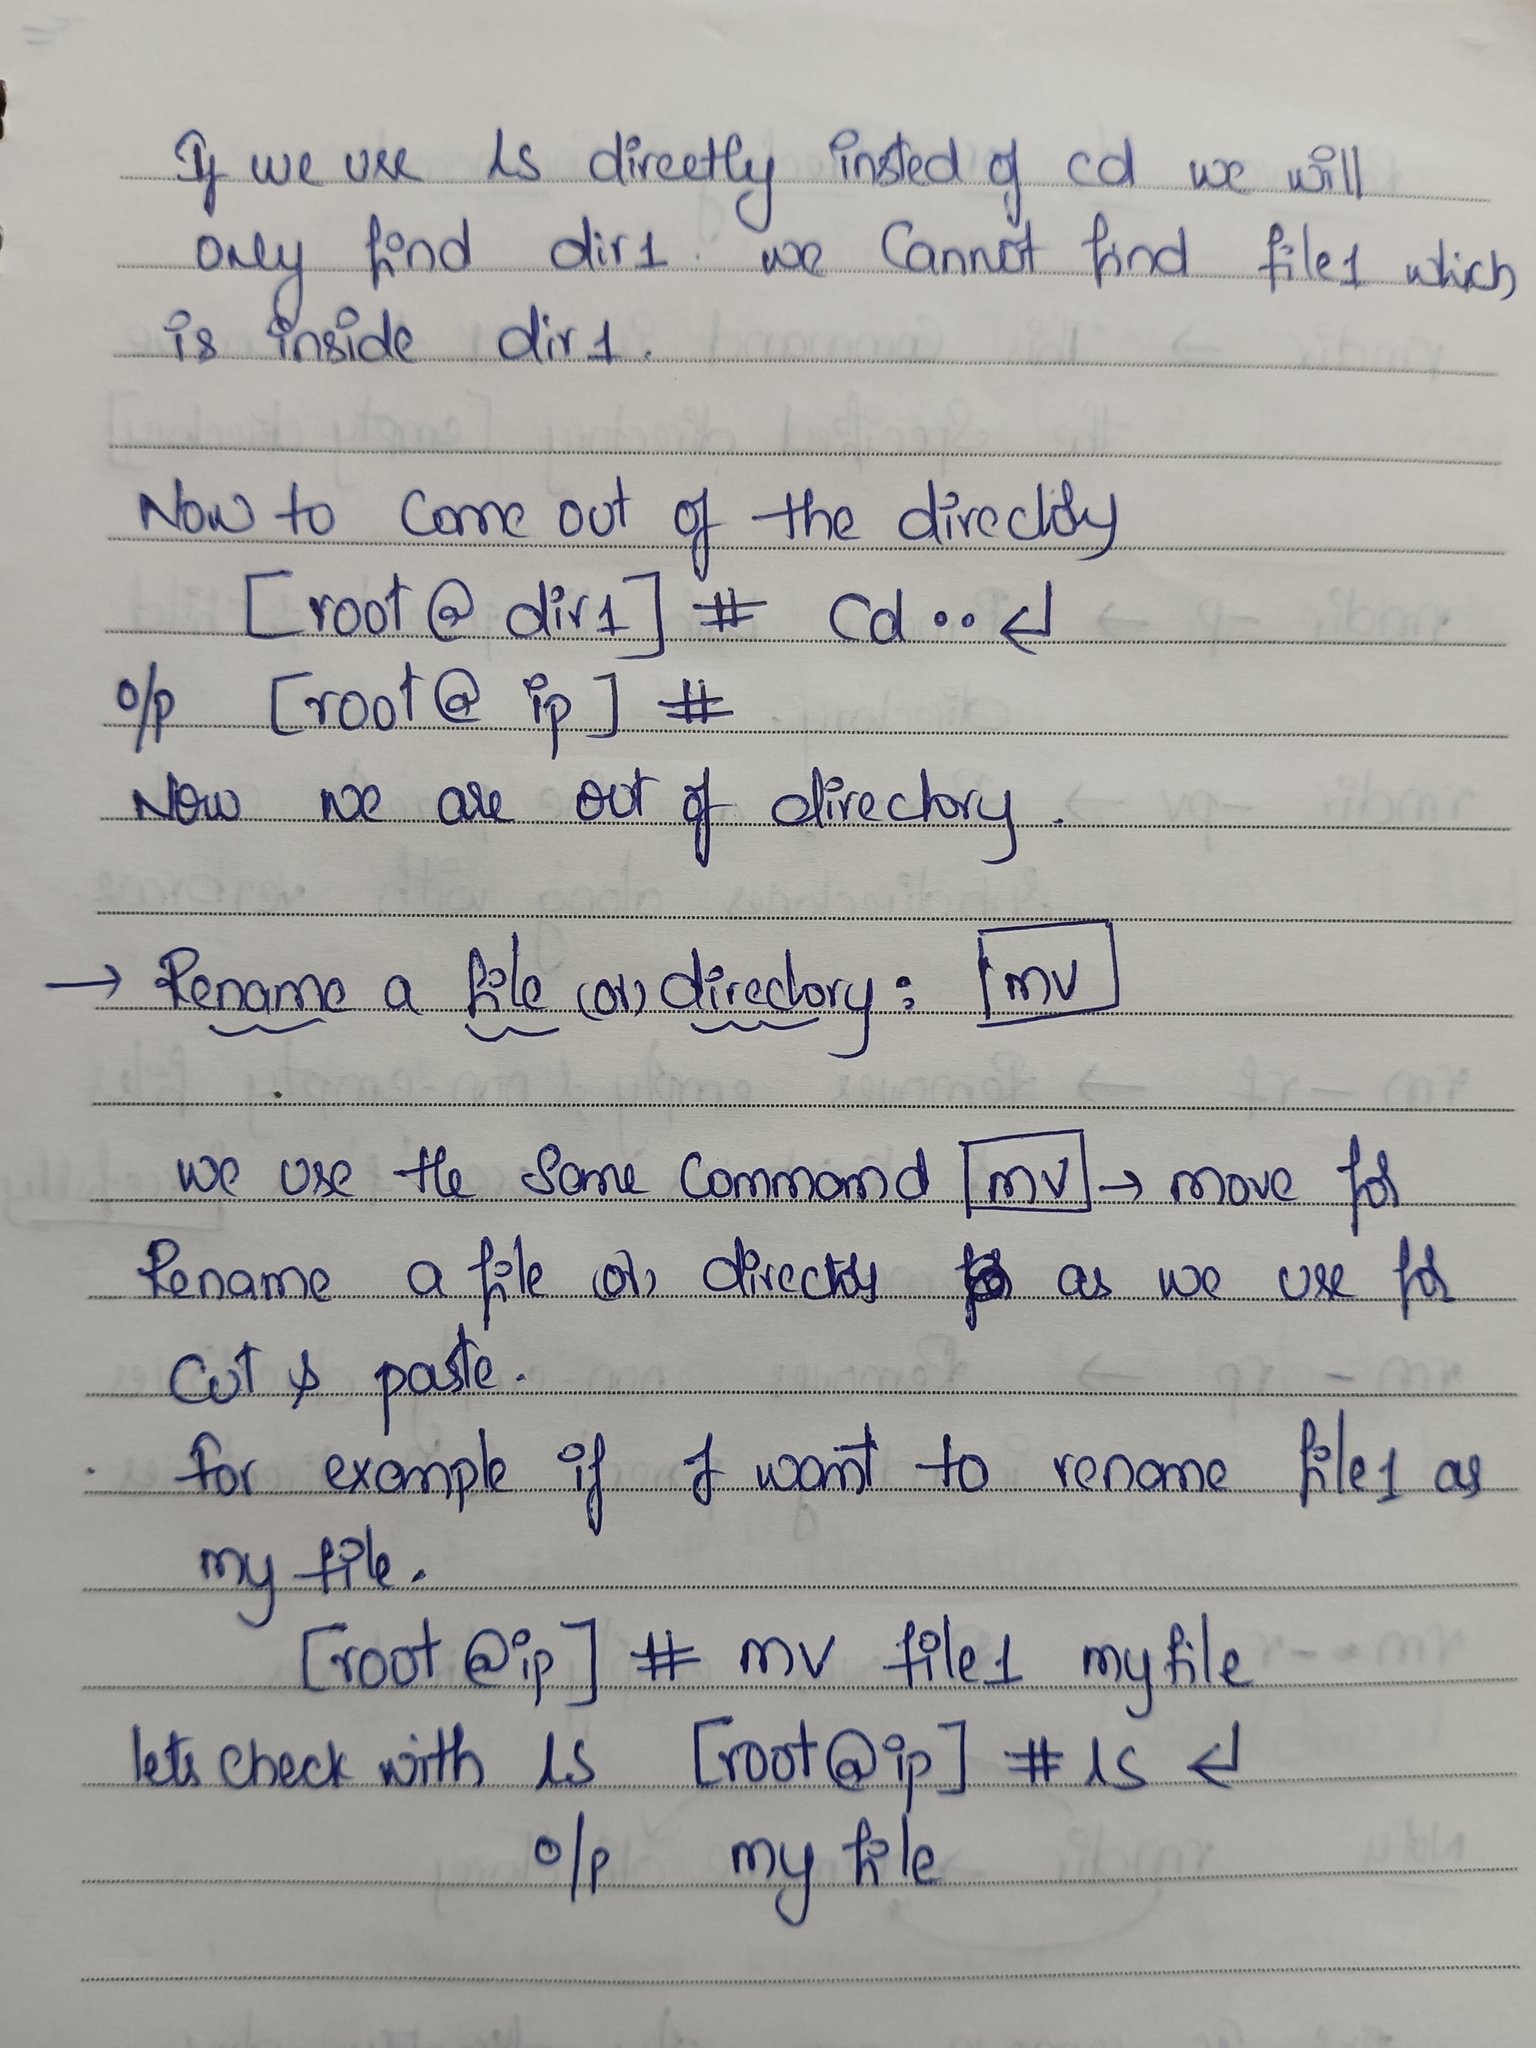 If we use ls directly insted of cd we will
only find dir1. we cannot find file1 which
is inside dir1.
Now to come out of the directory
[root@ dir1] # cd .. ↵
o/p [root@ ip] #
Now we are out of directory.
→ Rename a file (or) directory: mv
we use the same command mv → move for
Rename a file (or) directory as we use for
cut & paste.
. for example if I want to rename file1 as
my file.
[root@ip] # mv file1 myfile
lets check with ls [root@ip] # ls ↵
o/p my file